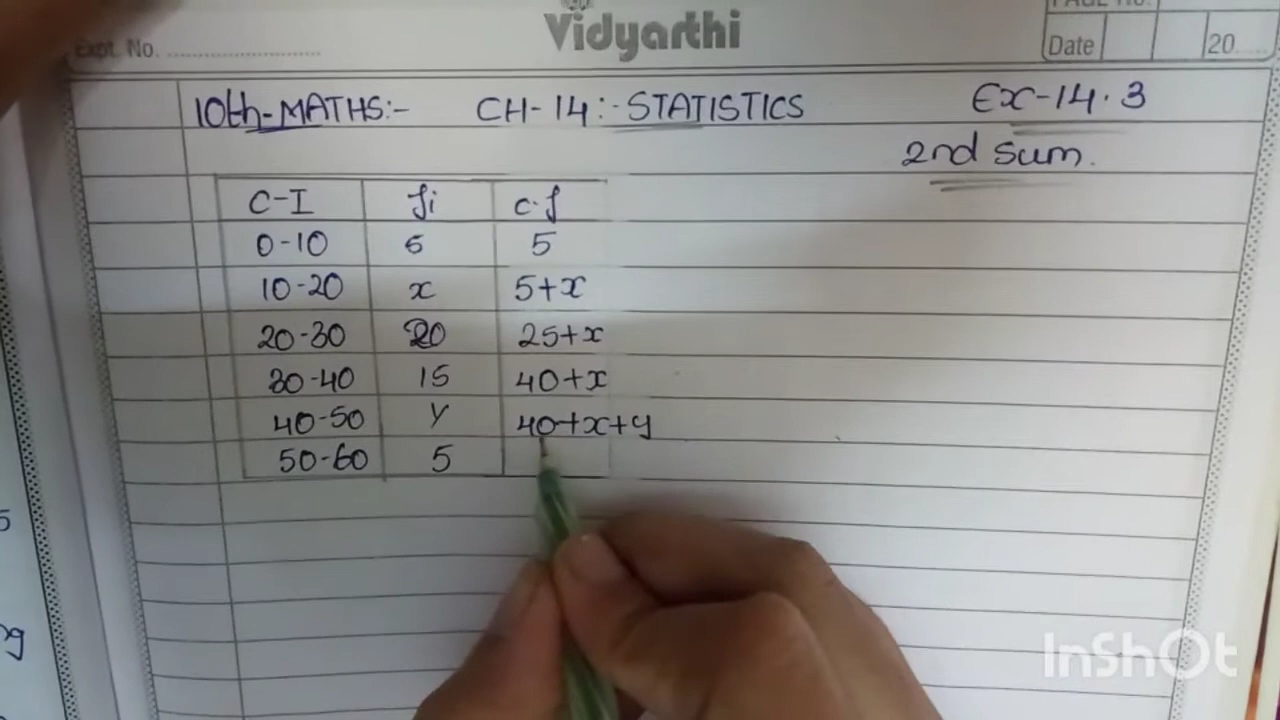 Expt. No.
Vidyarthi
Date 20
10th-MATHS:- CH-14:-STATISTICS EX-14.3
2nd sum.
C-I fi c.f
0-10 5 5
10-20 x 5+x
20-30 20 25+x
30-40 15 40+x
40-50 y 40+x+y
50-60 5
InShOt